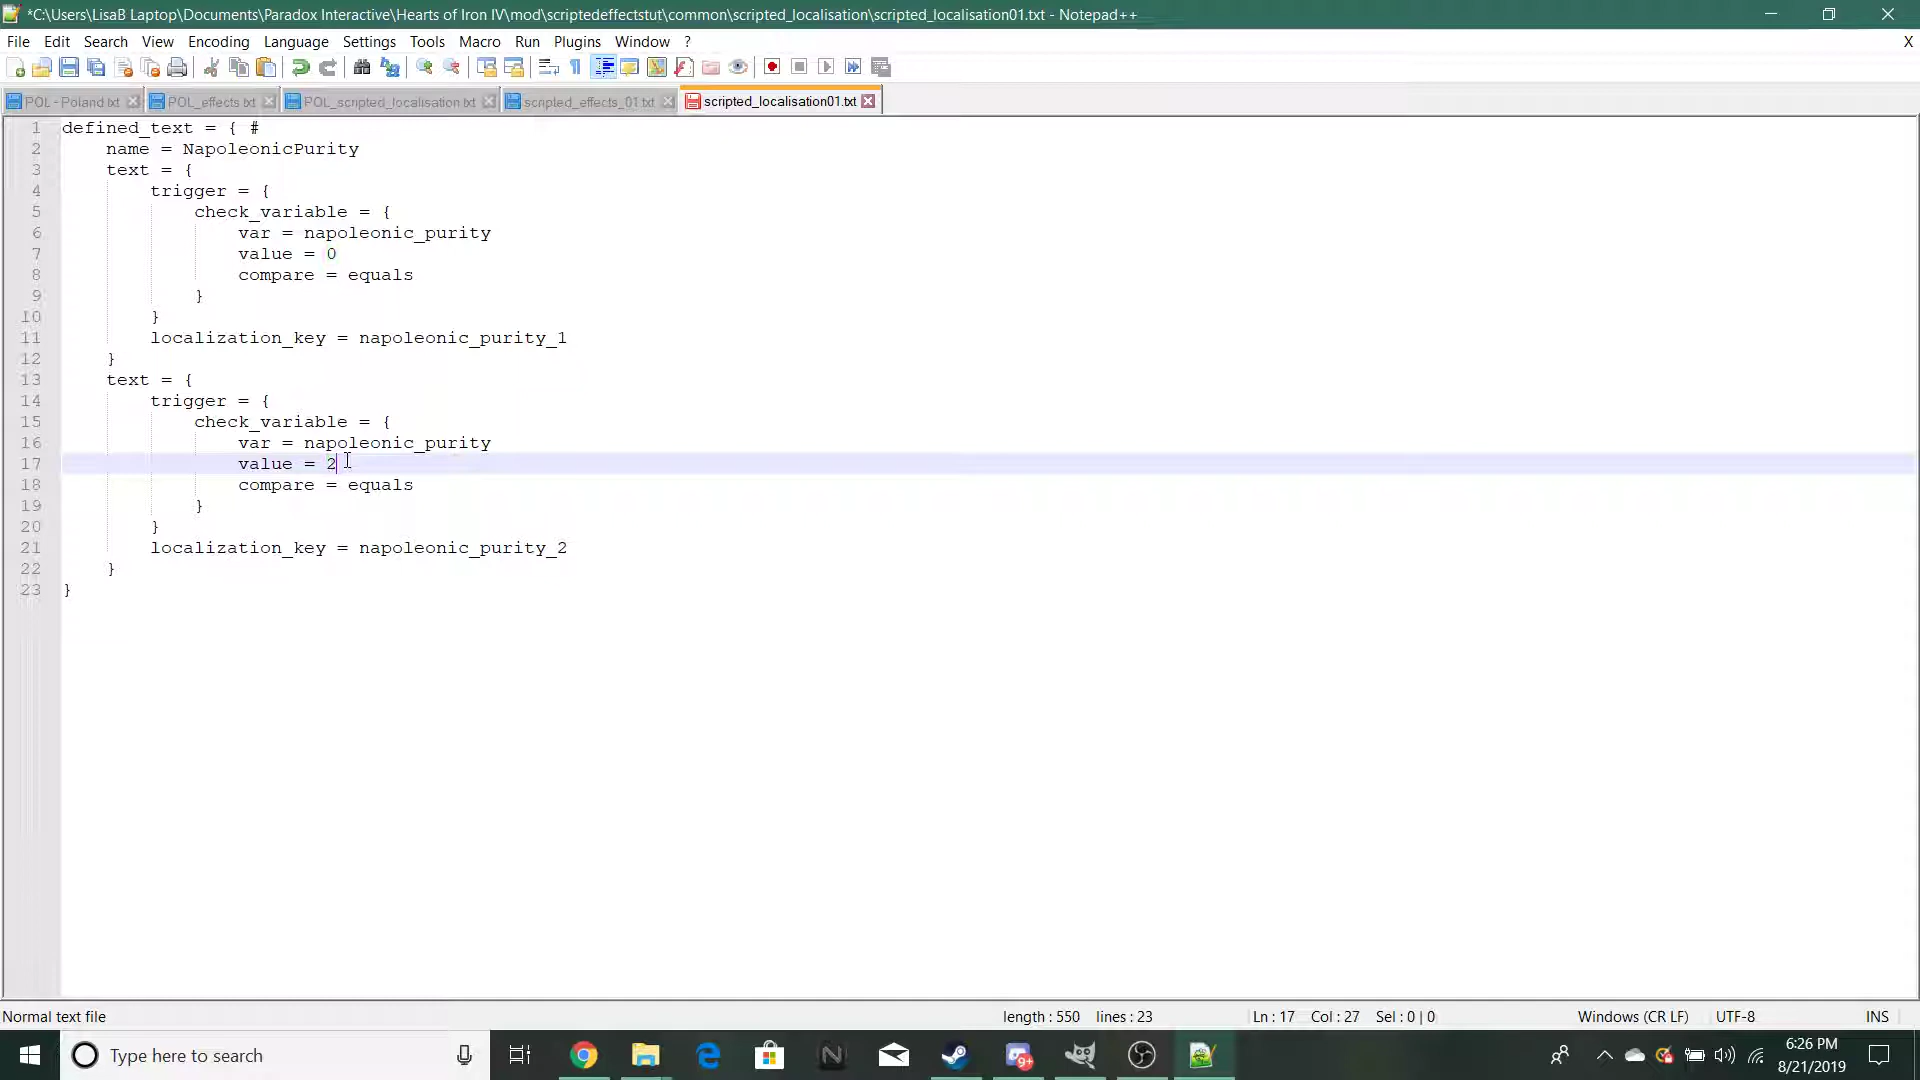 *C:\Users\LisaB Laptop\Documents\Paradox Interactive\Hearts of Iron IV\mod\scriptedeffectstut\common\scripted_localisation\scripted_localisation01.txt - Notepad++
File Edit Search View Encoding Language Settings Tools Macro Run Plugins Window ? X
POL - Poland.txt POL_effects.txt POL_scripted_localisation.txt scripted_effects_01.txt scripted_localisation01.txt
1 defined_text = { #
2 name = NapoleonicPurity
3 text = {
4 trigger = {
5 check_variable = {
6 var = napoleonic_purity
7 value = 0
8 compare = equals
9 }
10 }
11 localization_key = napoleonic_purity_1
12 }
13 text = {
14 trigger = {
15 check_variable = {
16 var = napoleonic_purity
17 value = 2
18 compare = equals
19 }
20 }
21 localization_key = napoleonic_purity_2
22 }
23 }
Normal text file length : 550 lines : 23 Ln : 17 Col : 27 Sel : 0 | 0 Windows (CR LF) UTF-8 INS
Type here to search
9+
6:26 PM
8/21/2019